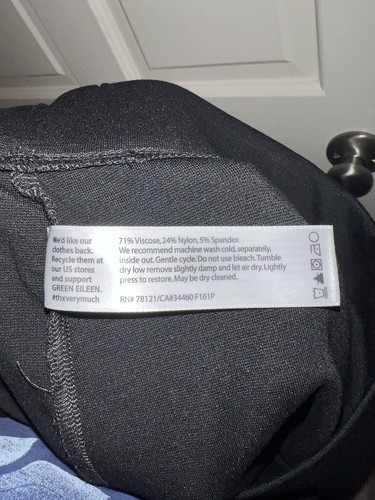 We'd like our
clothes back.
Recycle them at
our US stores
and support
GREEN EILEEN.
#thxverymuch
71% Viscose, 24% Nylon, 5% Spandex
We recommend machine wash cold, separately,
inside out. Gentle cycle. Do not use bleach. Tumble
dry low remove slightly damp and let air dry. Lightly
press to restore. May be dry cleaned.
RN# 78121/CA#34460 F161P